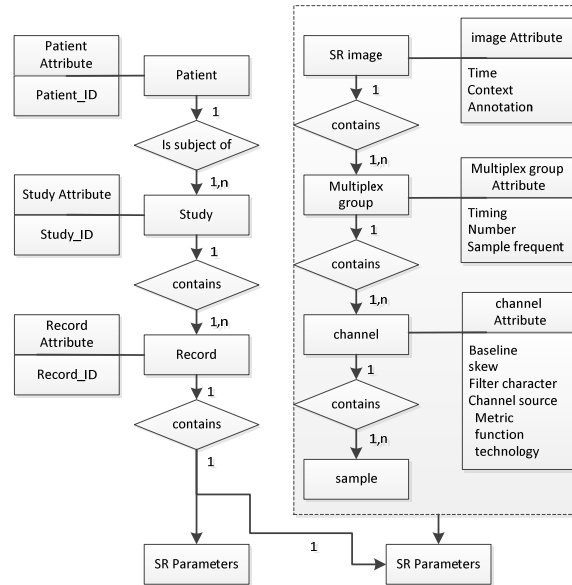 Patient
Attribute
Patient_ID
Patient
1
Is subject of
1,n
Study Attribute
Study_ID
Study
1
contains
1,n
Record
Attribute
Record_ID
Record
1
contains
1
SR Parameters
1
SR image
image Attribute
Time
Context
Annotation
1
contains
1,n
Multiplex
group
Multiplex group
Attribute
Timing
Number
Sample frequent
1
contains
1,n
channel
channel
Attribute
Baseline
skew
Filter character
Channel source
Metric
function
technology
1
contains
1,n
sample
SR Parameters